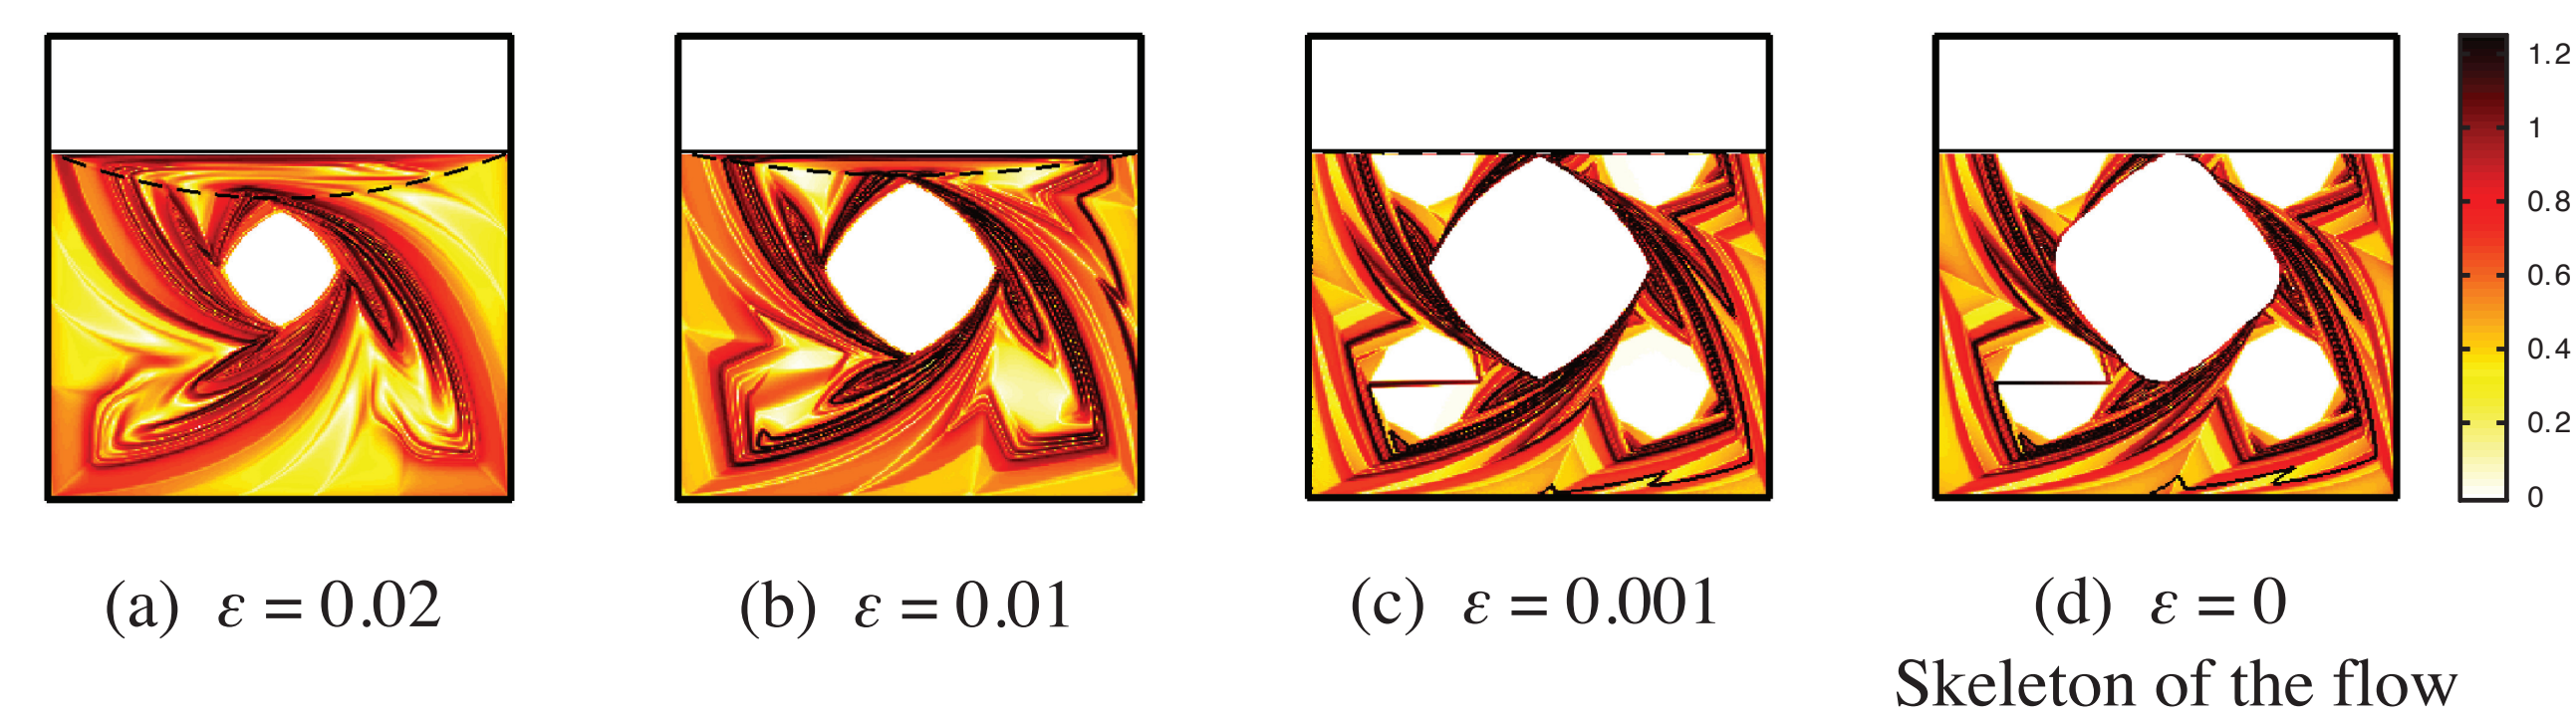 1.2
1
0.8
0.6
0.4
0.2
0
(a) ε = 0.02
(b) ε = 0.01
(c) ε = 0.001
(d) ε = 0
Skeleton of the flow